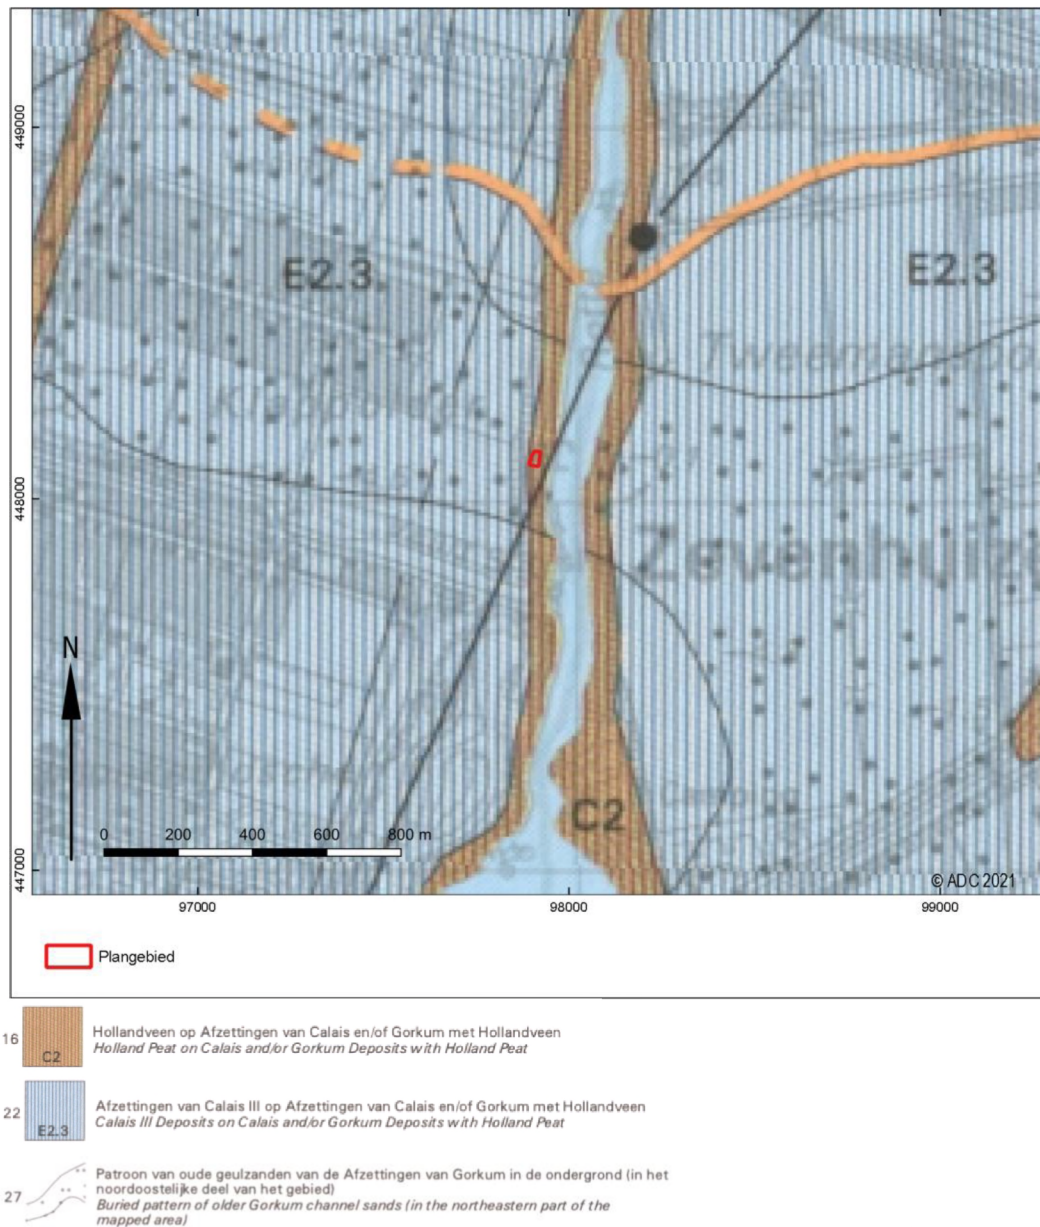 449000
E2.3
E2.3
448000
Zevenhuiz
N
0 200 400 600 800 m
C2
447000
© ADC 2021
97000 98000 99000
Plangebied
16 C2 Hollandveen op Afzettingen van Calais en/of Gorkum met Hollandveen
Holland Peat on Calais and/or Gorkum Deposits with Holland Peat
22 E2.3 Afzettingen van Calais III op Afzettingen van Calais en/of Gorkum met Hollandveen
Calais III Deposits on Calais and/or Gorkum Deposits with Holland Peat
27 Patroon van oude geulzanden van de Afzettingen van Gorkum in de ondergrond (in het
noordoostelijke deel van het gebied)
Buried pattern of older Gorkum channel sands (in the northeastern part of the
mapped area)